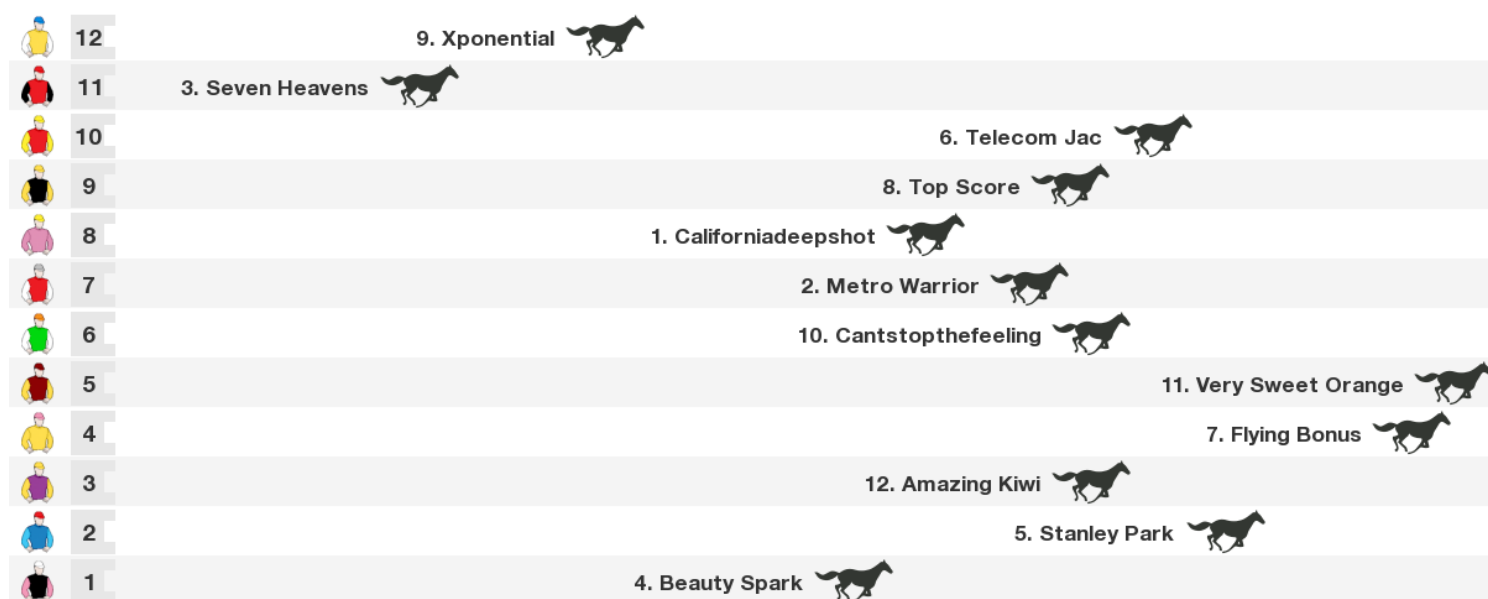 12 9. Xponential
11 3. Seven Heavens
10 6. Telecom Jac
9 8. Top Score
8 1. Californiadeepshot
7 2. Metro Warrior
6 10. Cantstopthefeeling
5 11. Very Sweet Orange
4 7. Flying Bonus
3 12. Amazing Kiwi
2 5. Stanley Park
1 4. Beauty Spark